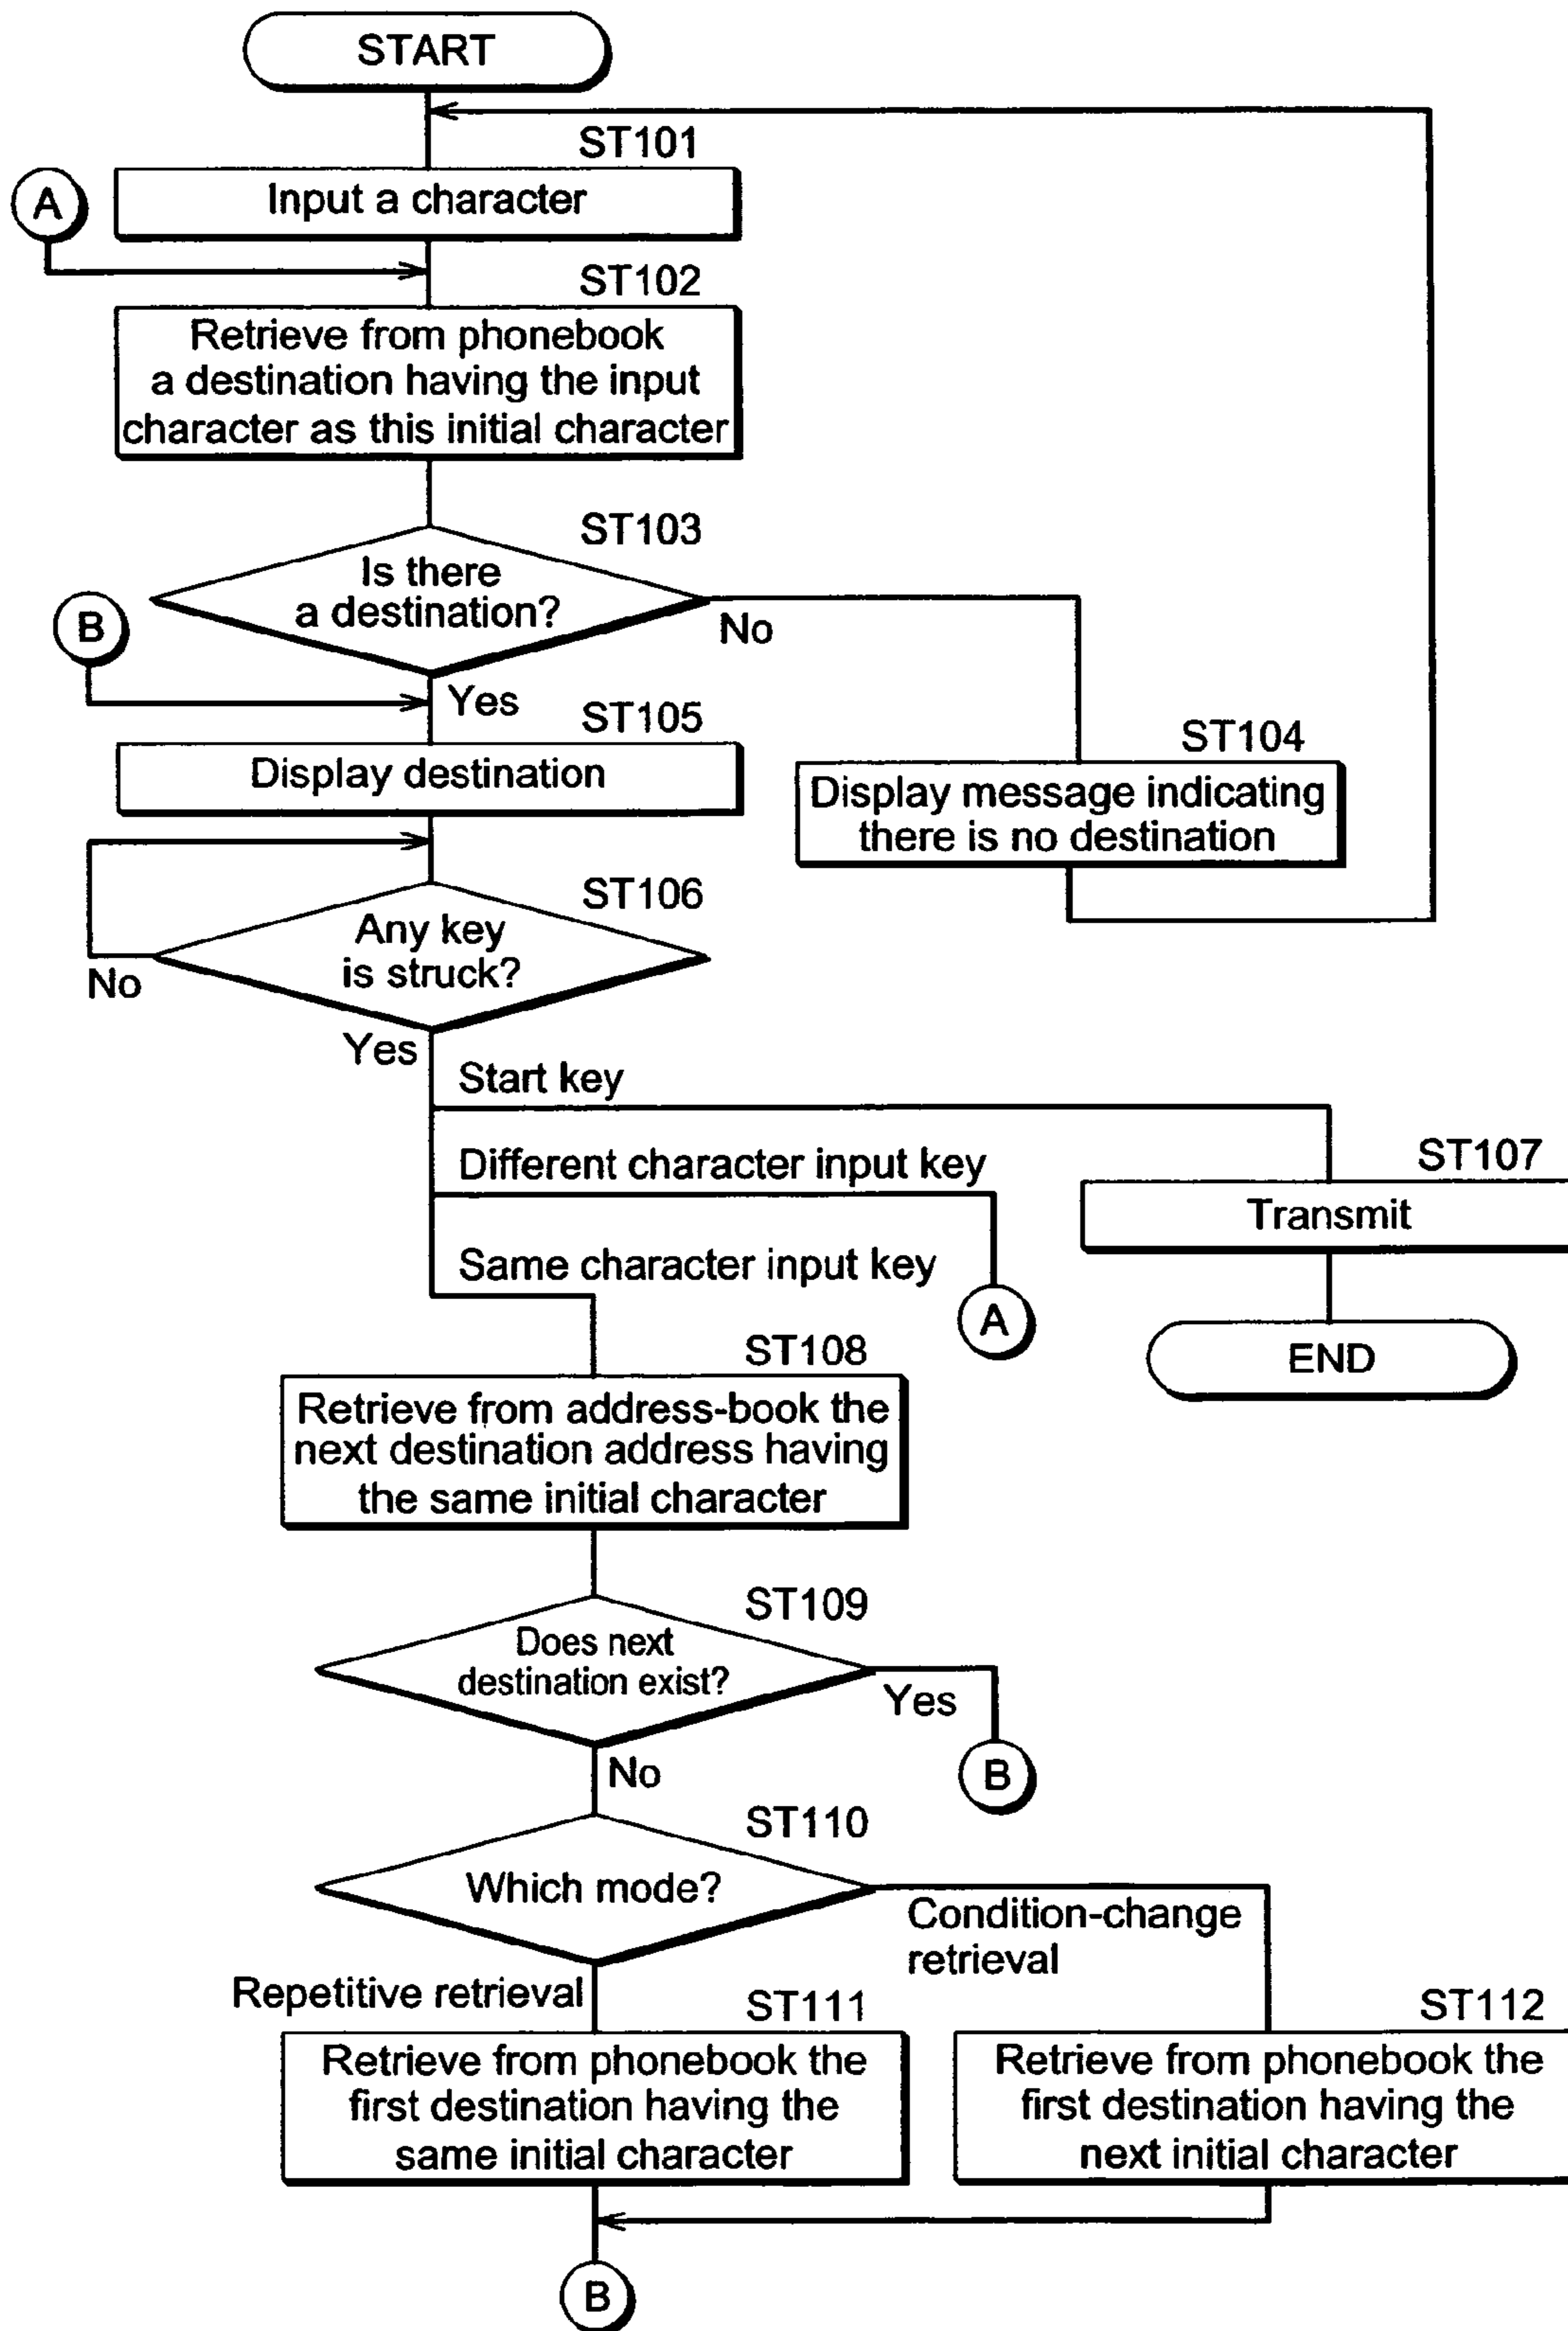 START
ST101
A
Input a character
ST102
Retrieve from phonebook
a destination having the input
character as this initial character
ST103
Is there
a destination?
No
B
Yes
ST105
Display destination
ST104
Display message indicating
there is no destination
ST106
Any key
is struck?
No
Yes
Start key
Different character input key
ST107
Transmit
Same character input key
A
END
ST108
Retrieve from address-book the
next destination address having
the same initial character
ST109
Does next
destination exist?
Yes
B
No
ST110
Which mode?
Condition-change
retrieval
Repetitive retrieval
ST111
Retrieve from phonebook the
first destination having the
same initial character
ST112
Retrieve from phonebook the
first destination having the
next initial character
B